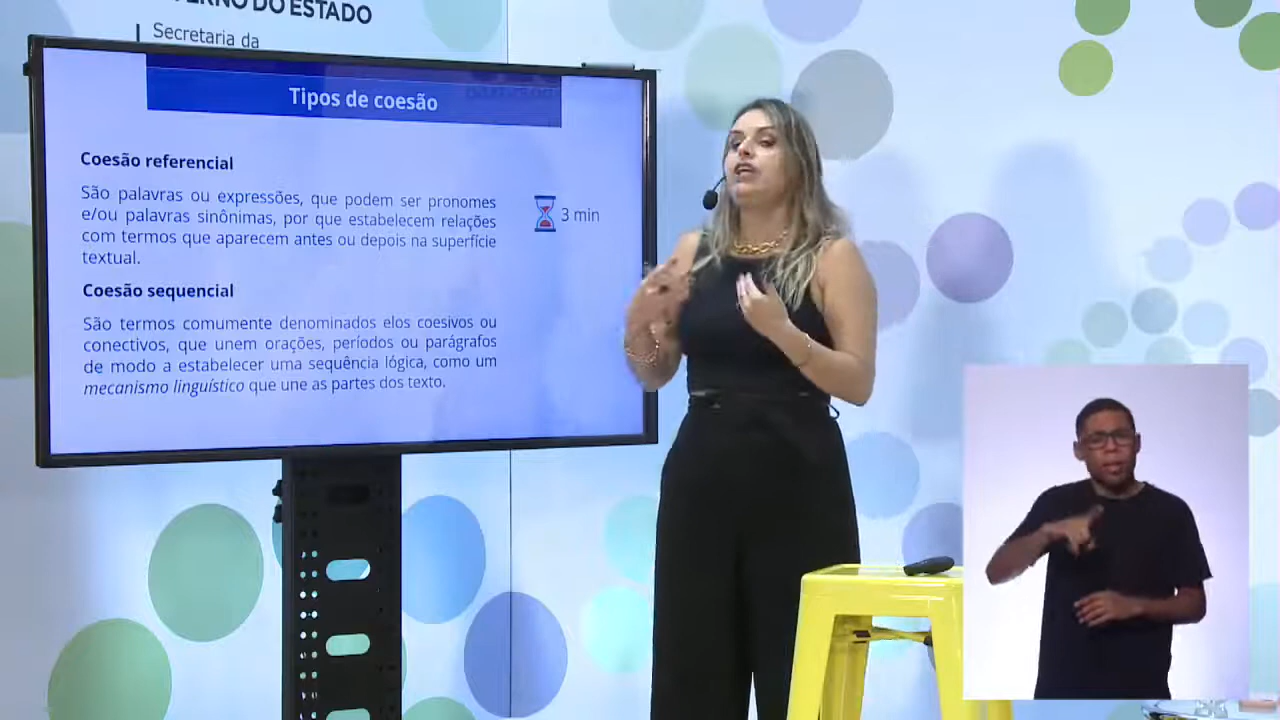 DO ESTADO
Secretaria da
Tipos de coesão
Coesão referencial
São palavras ou expressões, que podem ser pronomes
e/ou palavras sinônimas, por que estabelecem relações
com termos que aparecem antes ou depois na superfície
textual.
3 min
Coesão sequencial
São termos comumente denominados elos coesivos ou
conectivos, que unem orações, períodos ou parágrafos
de modo a estabelecer uma sequência lógica, como um
mecanismo linguístico que une as partes dos texto.